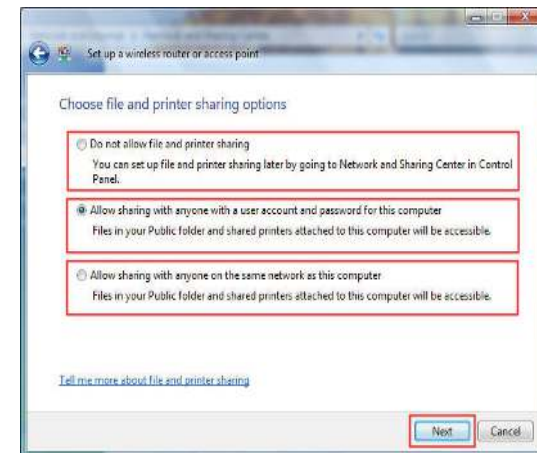 Set up a wireless router or access point
Choose file and printer sharing options
Do not allow file and printer sharing
You can set up file and printer sharing later by going to Network and Sharing Center in Control
Panel.
Allow sharing with anyone with a user account and password for this computer
Files in your Public folder and shared printers attached to this computer will be accessible.
Allow sharing with anyone on the same network as this computer
Files in your Public folder and shared printers attached to this computer will be accessible.
Tell me more about file and printer sharing
Next
Cancel